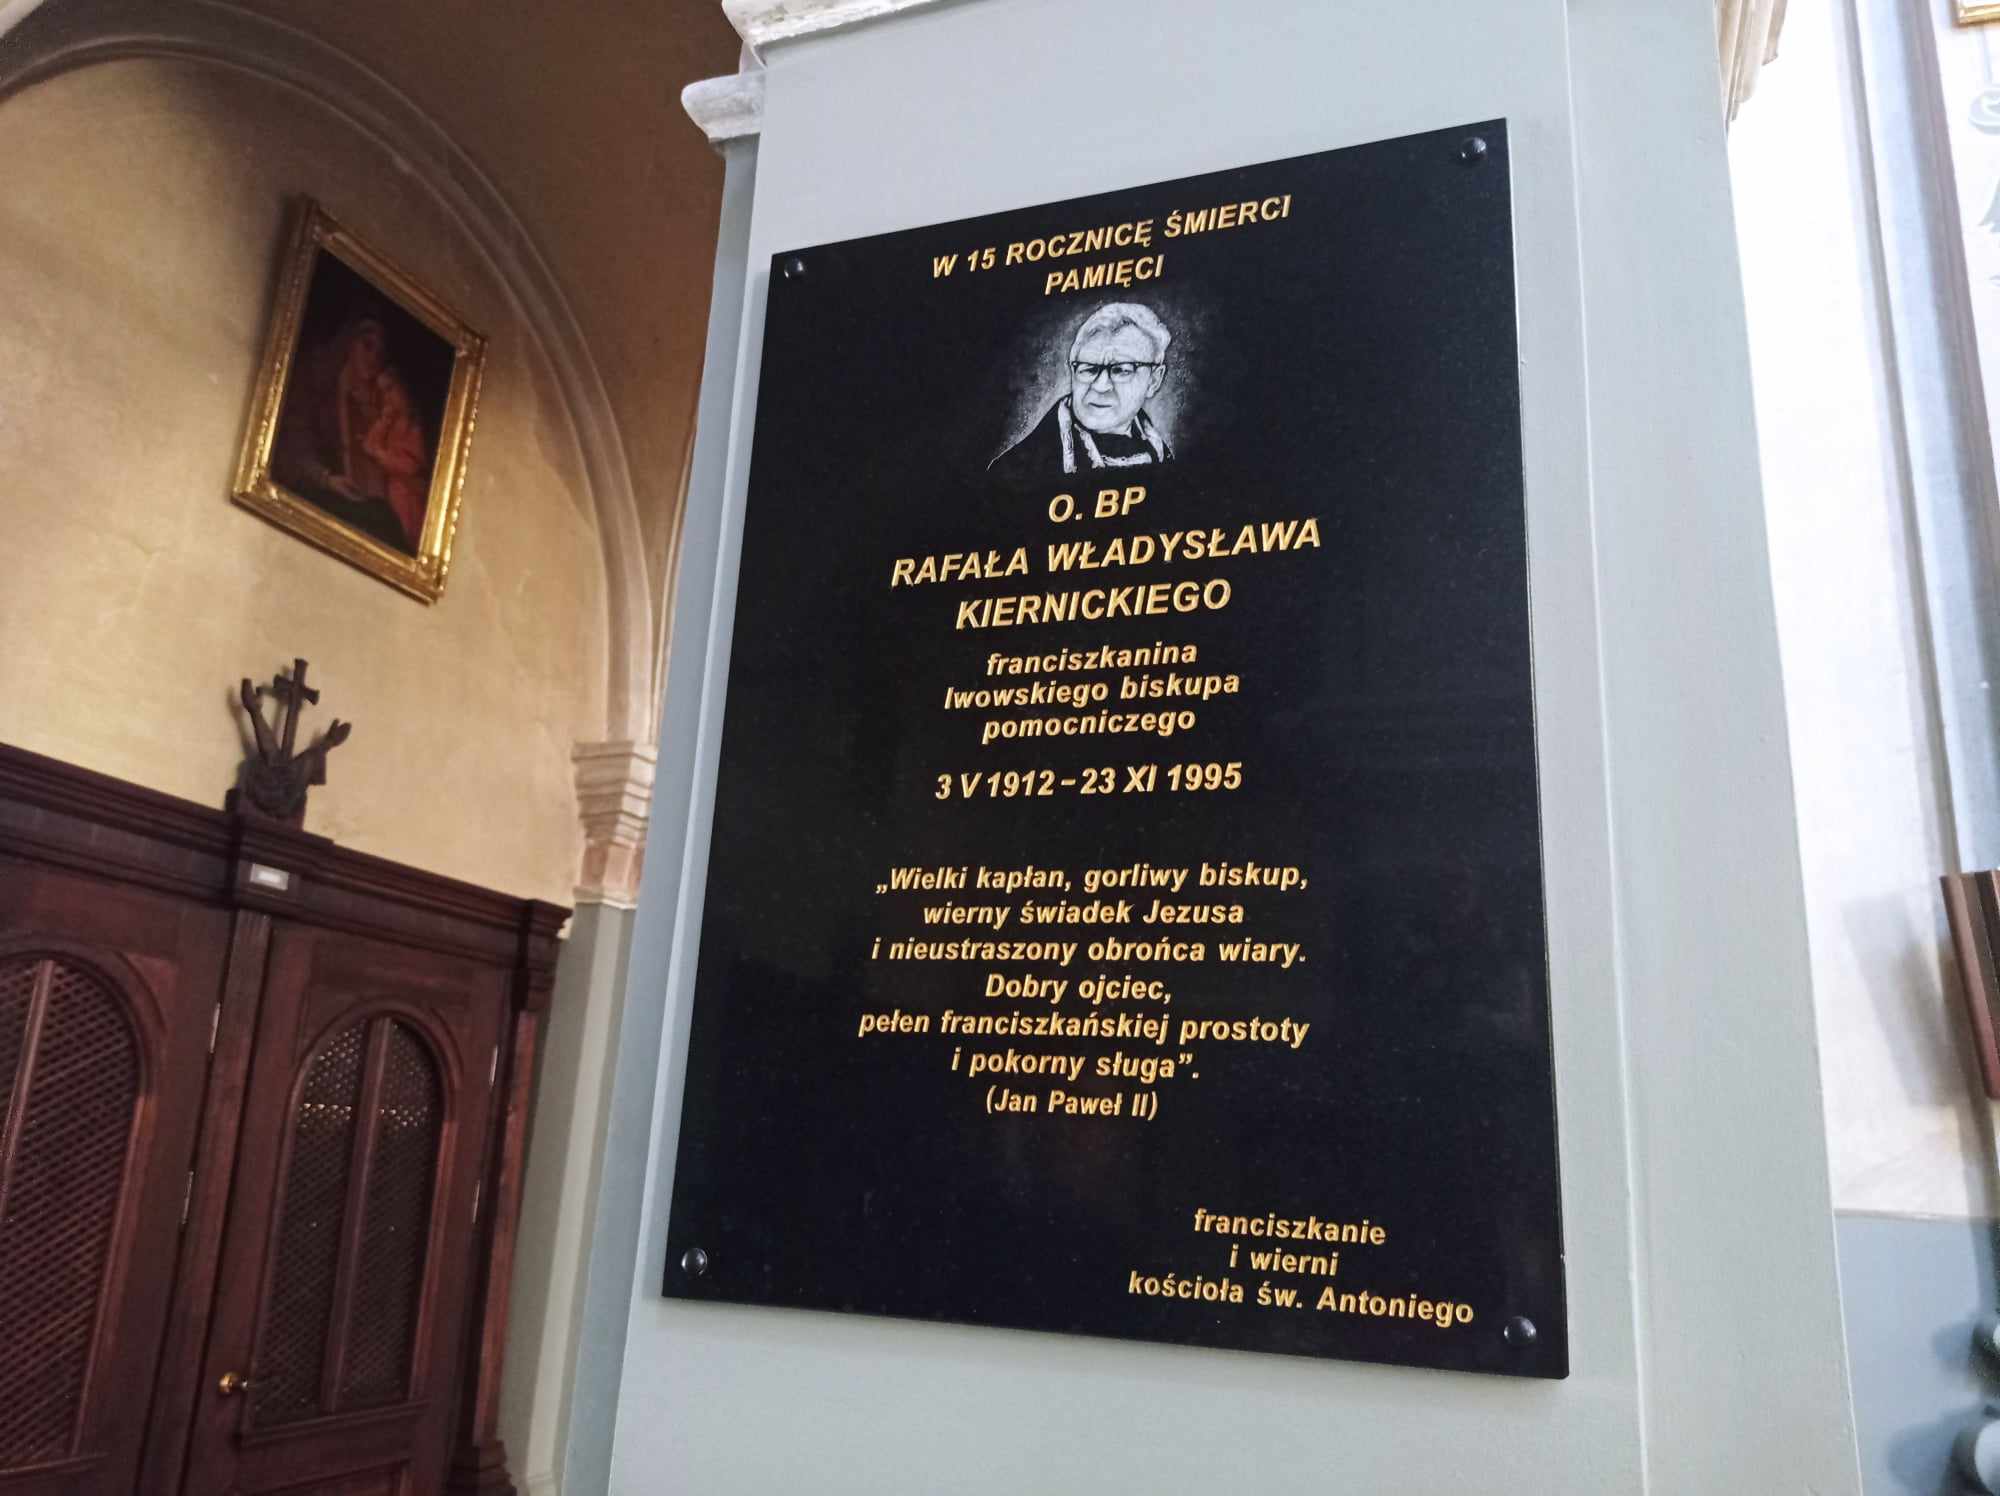 W 15 ROCZNICĘ ŚMIERCI
PAMIĘCI
O. BP
RAFAŁA WŁADYSŁAWA
KIERNICKIEGO
franciszkanina
lwowskiego biskupa
pomocniczego
3 V 1912 – 23 XI 1995
„Wielki kapłan, gorliwy biskup,
wierny świadek Jezusa
i nieustraszony obrońca wiary.
Dobry ojciec,
pełen franciszkańskiej prostoty
i pokorny sługa”.
(Jan Paweł II)
franciszkanie
i wierni
kościoła św. Antoniego